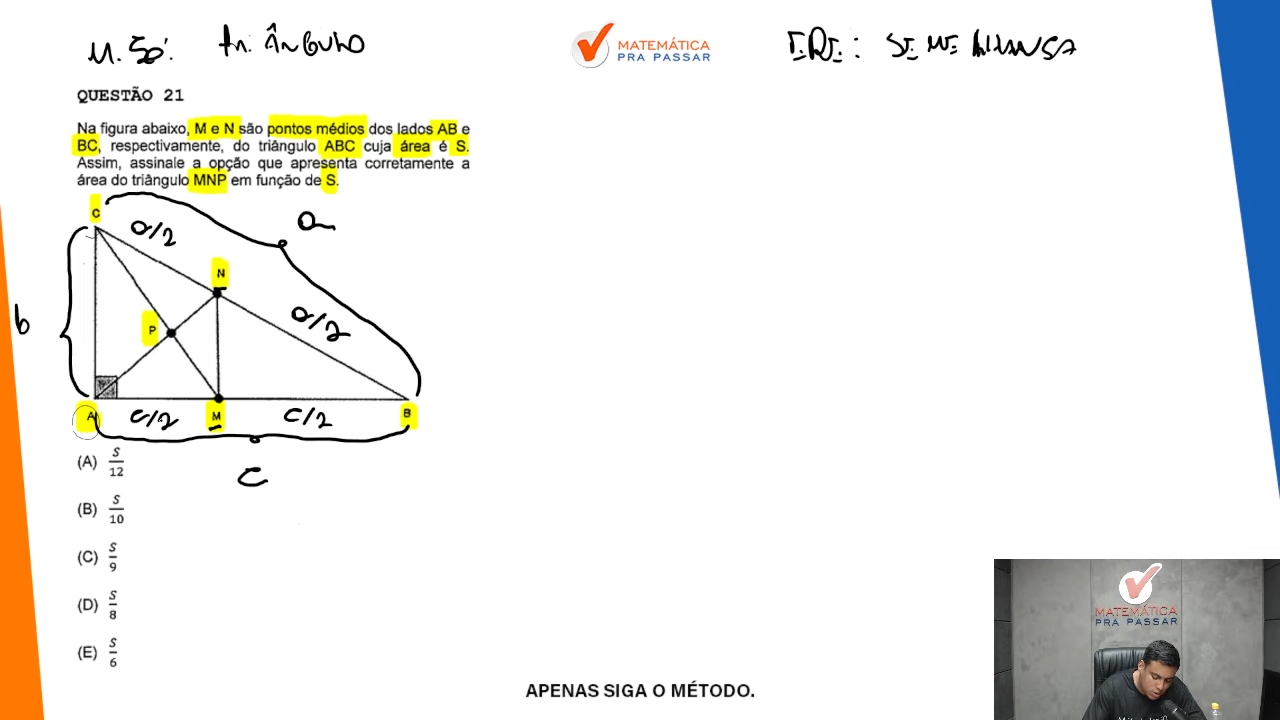 M. 50: Tri. ÂNGULO
MATEMÁTICA
PRA PASSAR
SEMELHANÇA
QUESTÃO 21
Na figura abaixo, M e N são pontos médios dos lados AB e
BC, respectivamente, do triângulo ABC cuja área é S.
Assim, assinale a opção que apresenta corretamente a
área do triângulo MNP em função de S.
C
a/2
a
N
b
P
a/2
A
c/2
M
c/2
B
c
(A) S/12
(B) S/10
(C) S/9
(D) S/8
(E) S/6
MATEMÁTICA
PRA PASSAR
APENAS SIGA O MÉTODO.